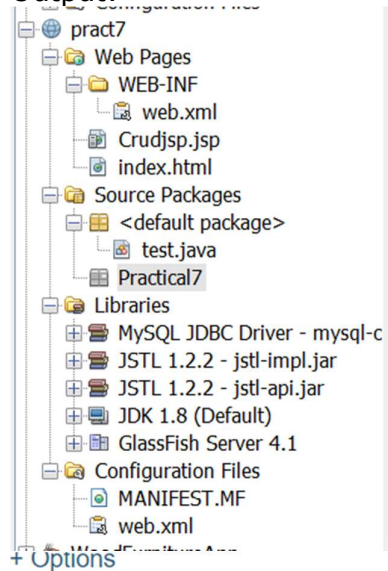 pract7
Web Pages
WEB-INF
web.xml
Crudjsp.jsp
index.html
Source Packages
<default package>
test.java
Practical7
Libraries
MySQL JDBC Driver - mysql-c
JSTL 1.2.2 - jstl-impl.jar
JSTL 1.2.2 - jstl-api.jar
JDK 1.8 (Default)
GlassFish Server 4.1
Configuration Files
MANIFEST.MF
web.xml
+ Options